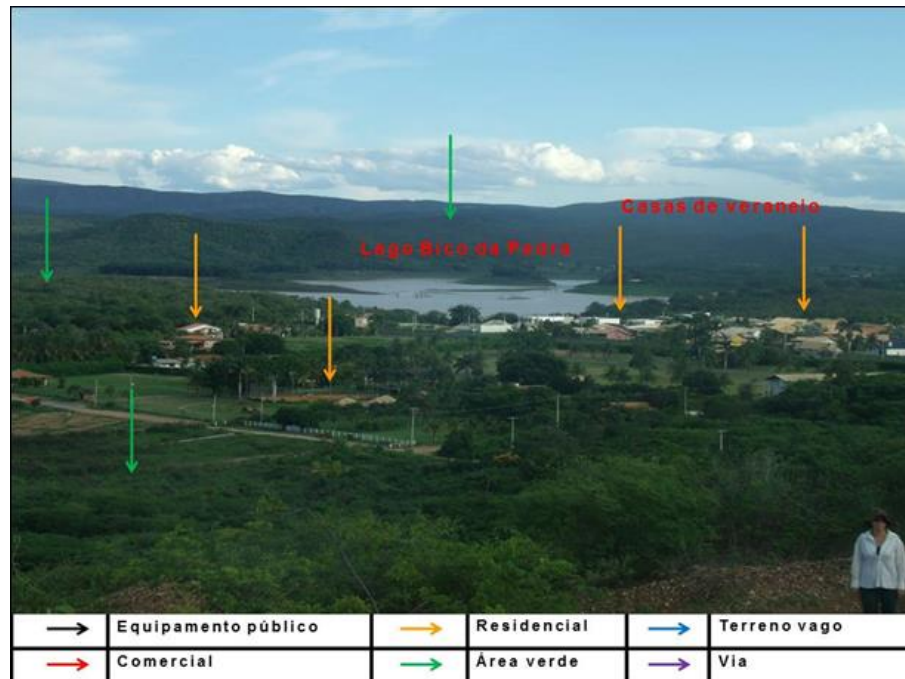 Casas de veraneio
Lago Bico da Pedra
Equipamento público
Residencial
Terreno vago
Comercial
Área verde
Via